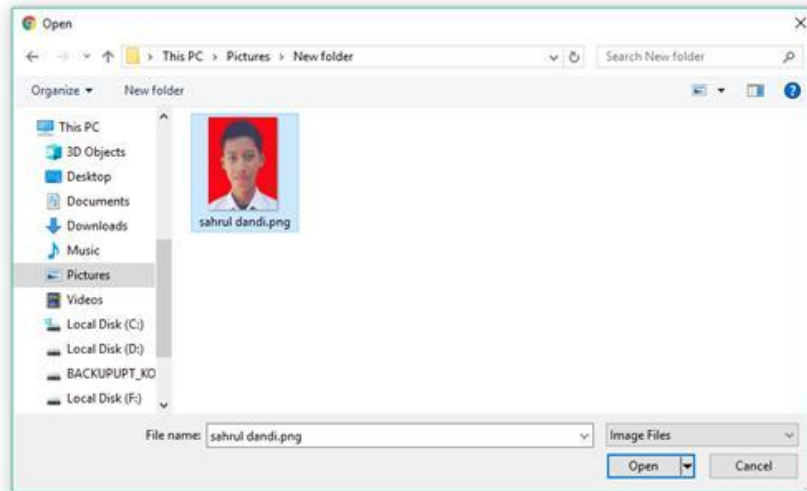 Open
This PC > Pictures > New folder
Search New folder
Organize
New folder
This PC
3D Objects
Desktop
Documents
Downloads
Music
Pictures
Videos
Local Disk (C:)
Local Disk (D:)
BACKUPUPT_KO
Local Disk (F:)
sahrul dandi.png
File name: sahrul dandi.png
Image Files
Open
Cancel